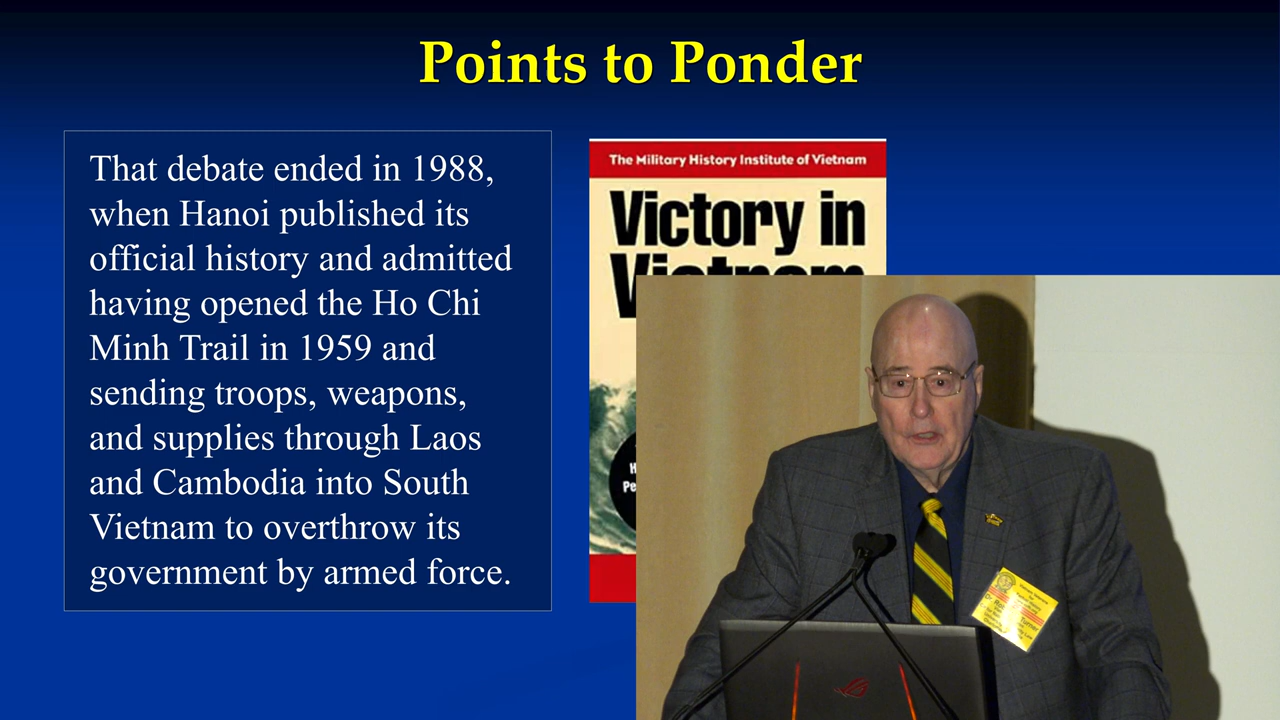 Points to Ponder
That debate ended in 1988,
when Hanoi published its
official history and admitted
having opened the Ho Chi
Minh Trail in 1959 and
sending troops, weapons,
and supplies through Laos
and Cambodia into South
Vietnam to overthrow its
government by armed force.
The Military History Institute of Vietnam
Victory in
Vietnam
Turner